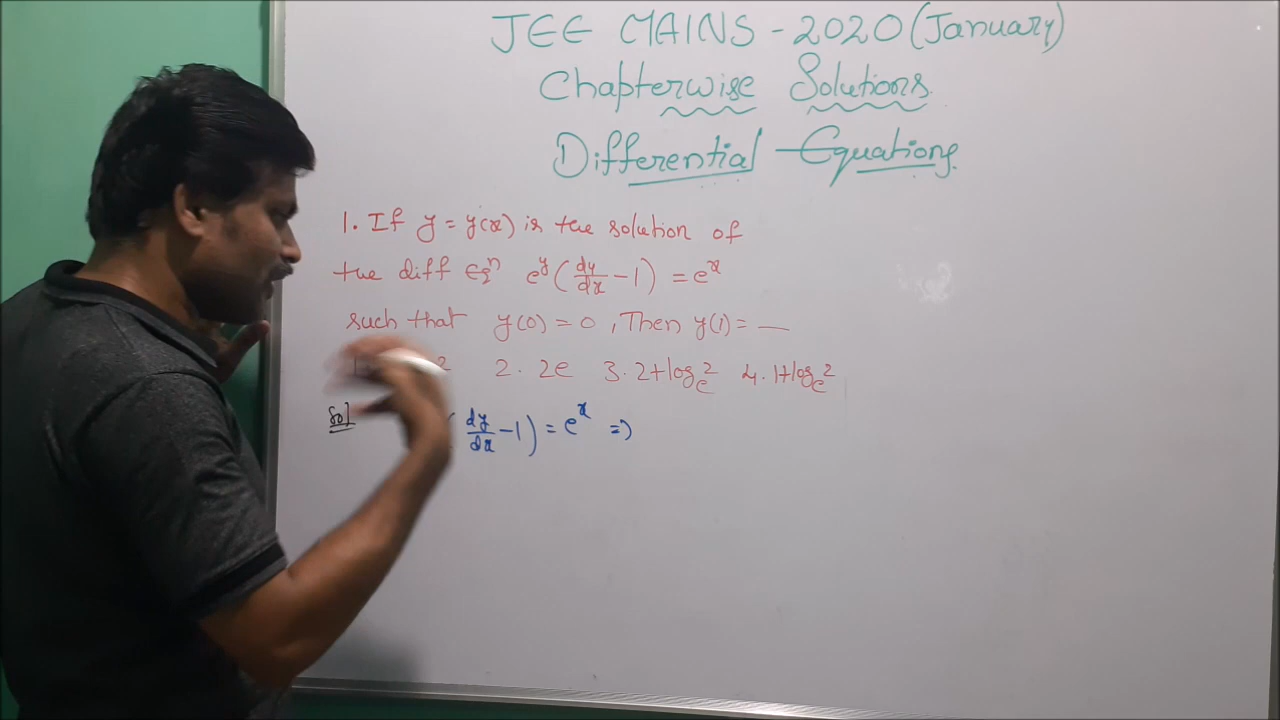 JEE MAINS - 2020 (January)
Chapterwise Solutions.
Differential Equations.
1. If y = y(x) is the solution of
the diff Eqⁿ e^y (dy/dx - 1) = e^x
such that y(0) = 0, Then y(1) = —
2 2. 2e 3. 2+log_e 2 4. 1+log_e 2
Sol (dy/dx - 1) = e^x =>